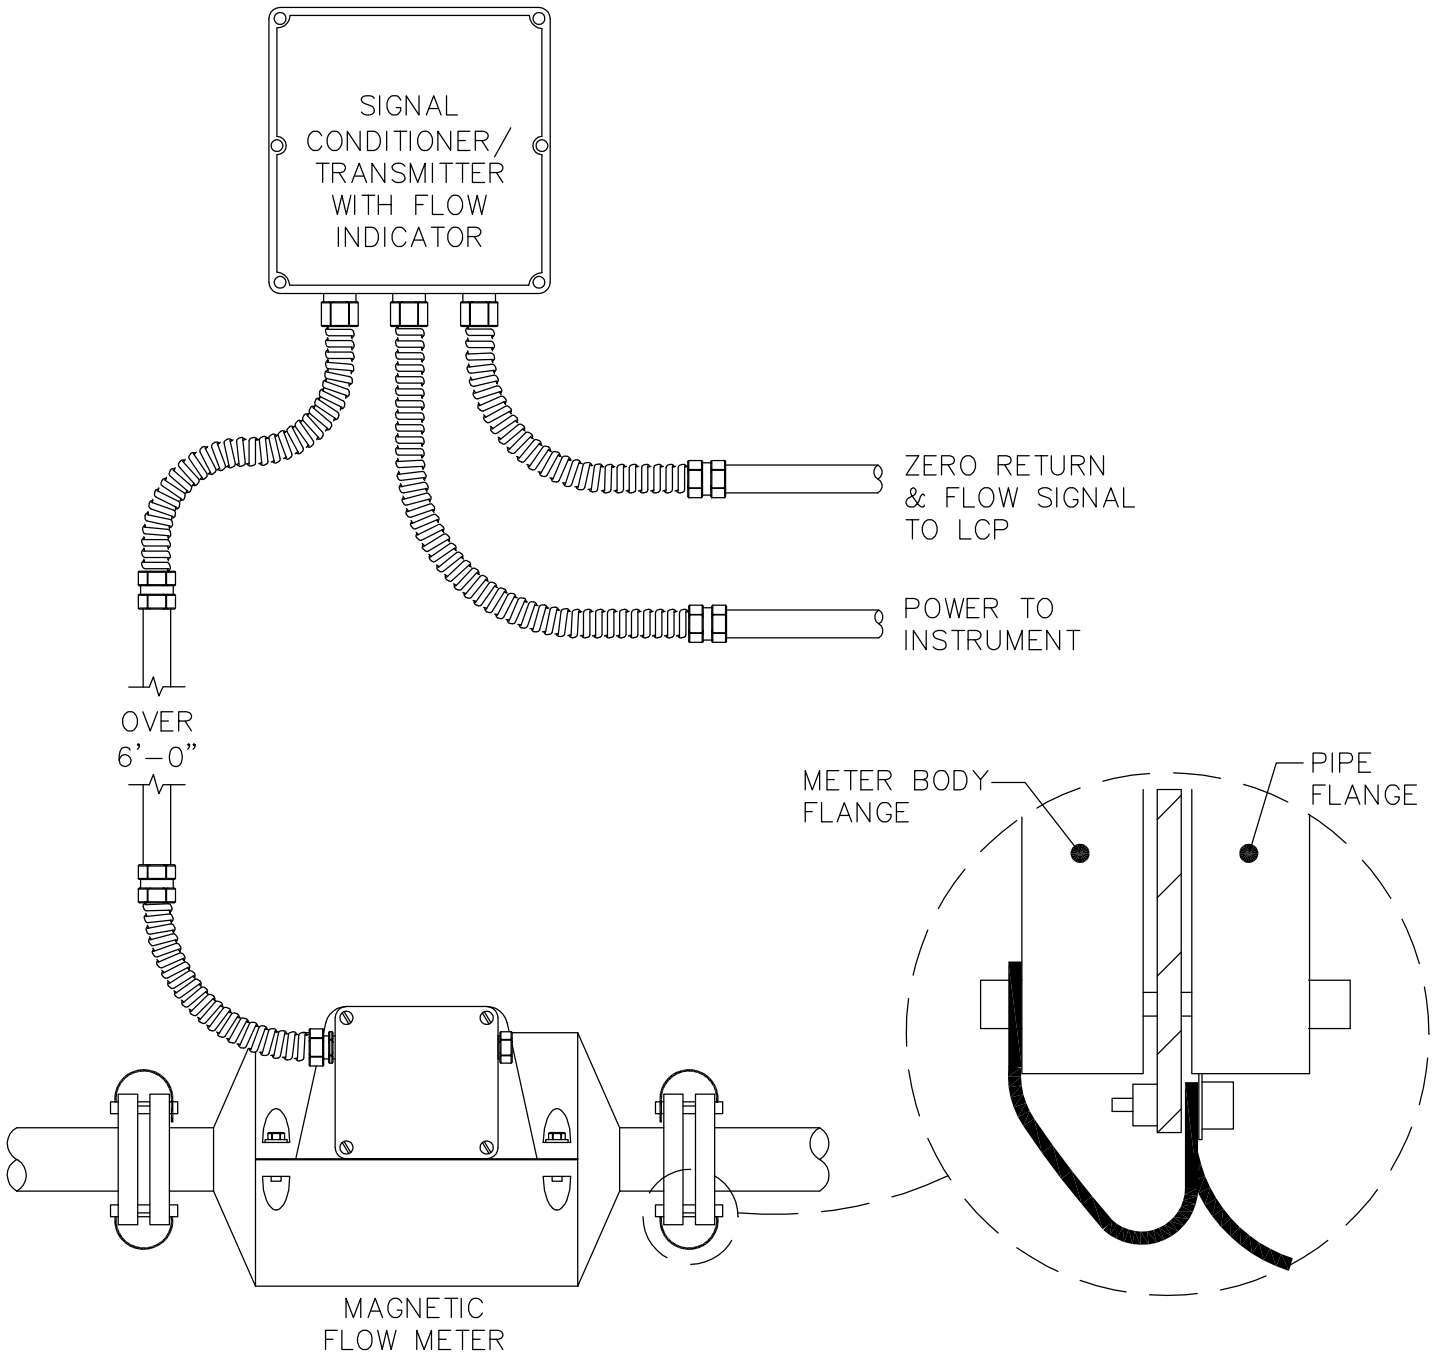 SIGNAL
CONDITIONER/
TRANSMITTER
WITH FLOW
INDICATOR
ZERO RETURN
& FLOW SIGNAL
TO LCP
POWER TO
INSTRUMENT
OVER
6'-0"
METER BODY
FLANGE
PIPE
FLANGE
MAGNETIC
FLOW METER